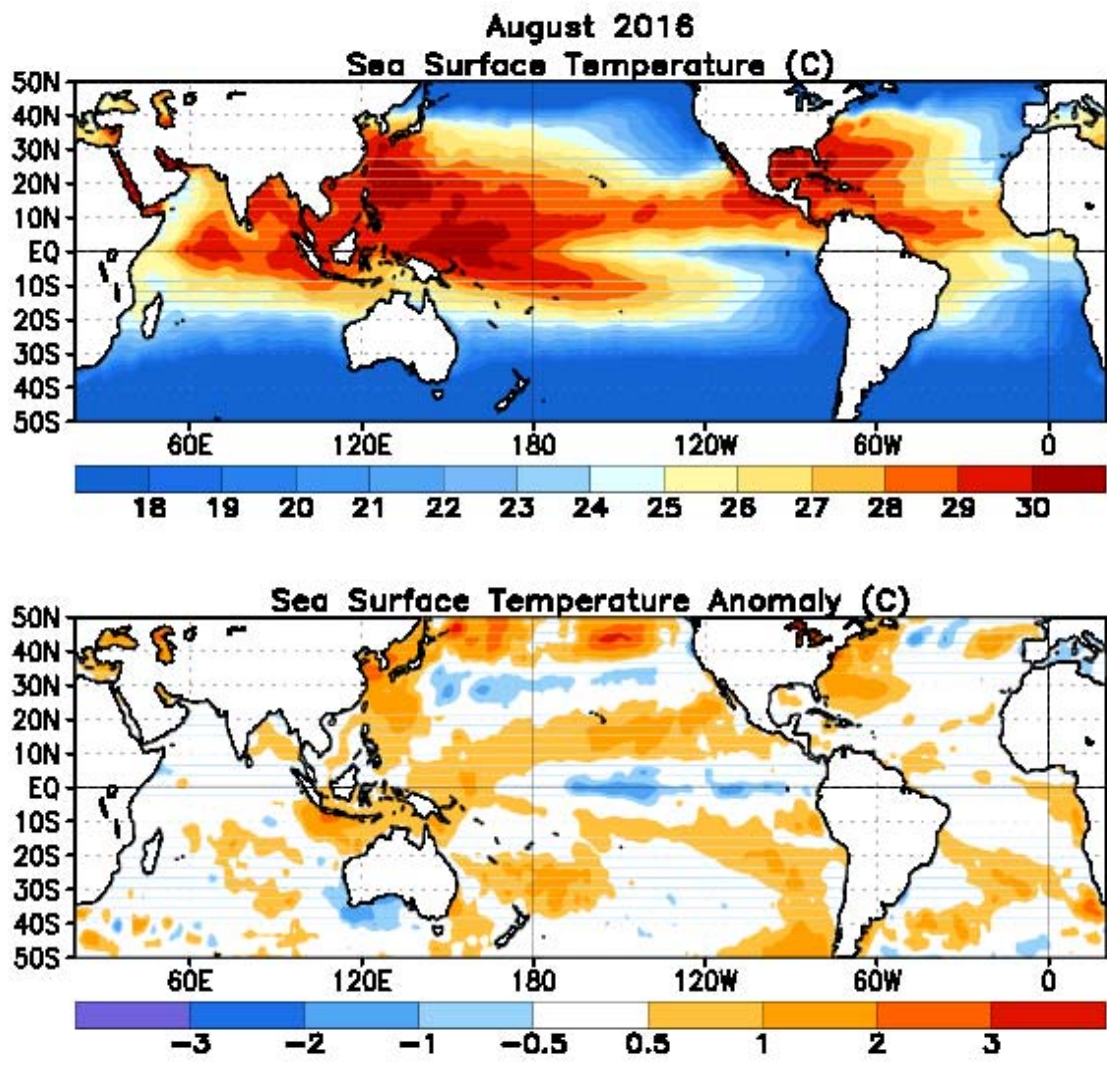 August 2016
Sea Surface Temperature (C)
50N
40N
30N
20N
10N
EQ
10S
20S
30S
40S
50S
60E 120E 180 120W 60W 0
18 19 20 21 22 23 24 25 26 27 28 29 30
Sea Surface Temperature Anomaly (C)
50N
40N
30N
20N
10N
EQ
10S
20S
30S
40S
50S
60E 120E 180 120W 60W 0
-3 -2 -1 -0.5 0.5 1 2 3